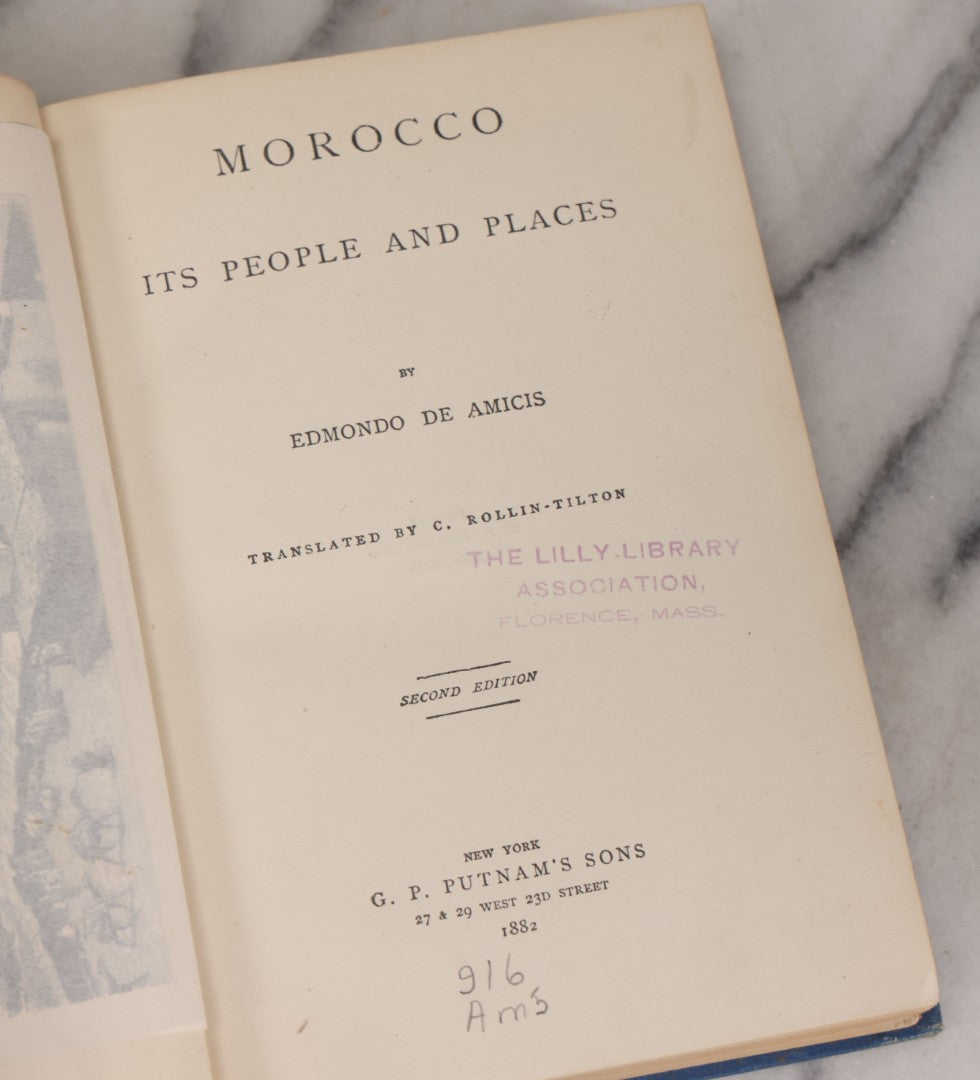 MOROCCO
ITS PEOPLE AND PLACES
BY
EDMONDO DE AMICIS
TRANSLATED BY C. ROLLIN-TILTON
THE LILLY LIBRARY
ASSOCIATION,
FLORENCE, MASS.
SECOND EDITION
NEW YORK
G. P. PUTNAM'S SONS
27 & 29 WEST 23D STREET
1882
916
Am5